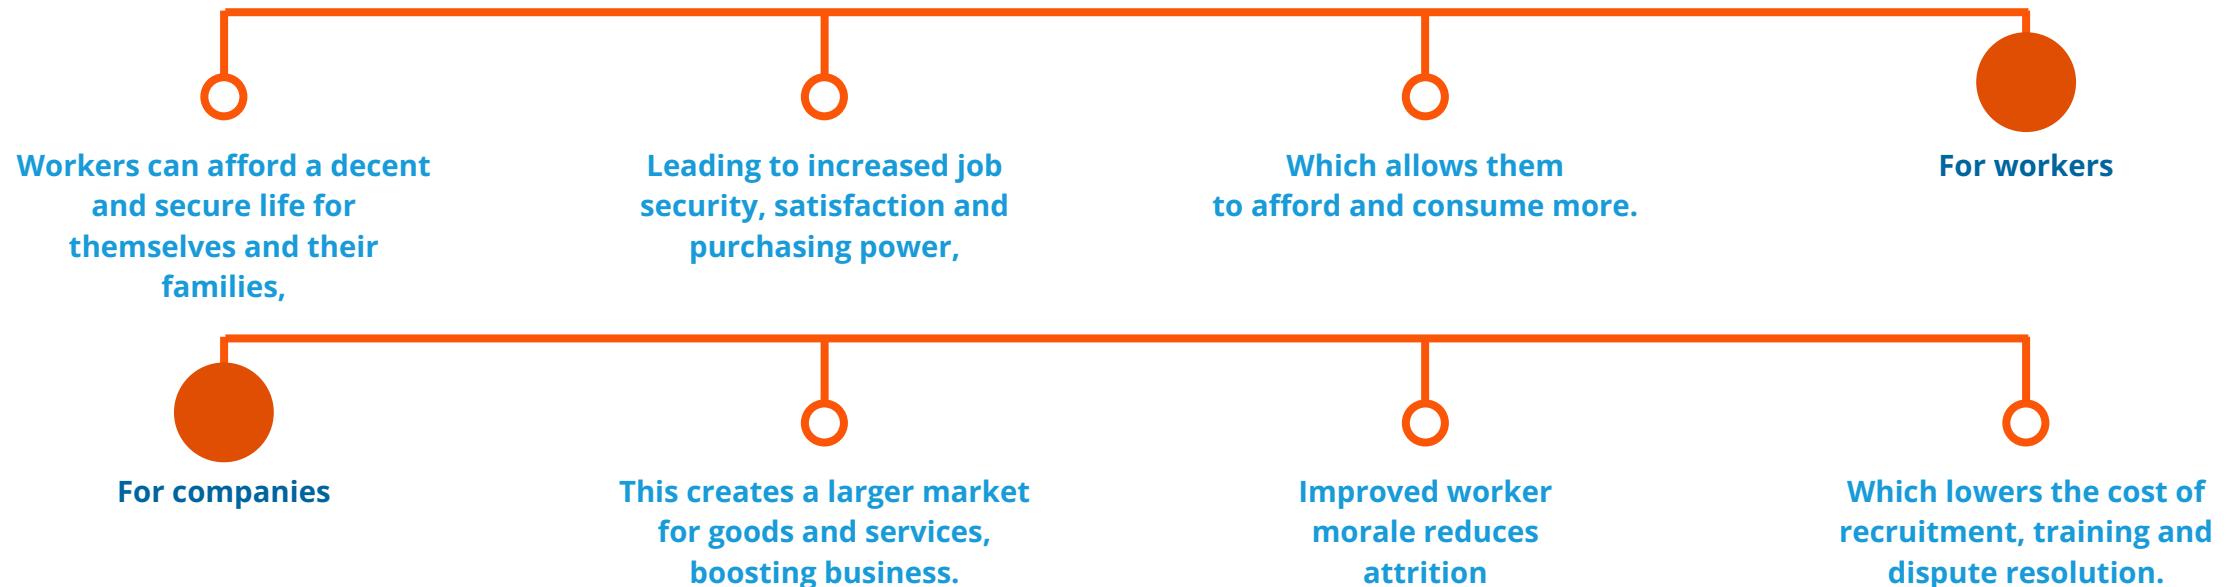 Workers can afford a decent
and secure life for
themselves and their
families,
Leading to increased job
security, satisfaction and
purchasing power,
Which allows them
to afford and consume more.
For workers
For companies
This creates a larger market
for goods and services,
boosting business.
Improved worker
morale reduces
attrition
Which lowers the cost of
recruitment, training and
dispute resolution.